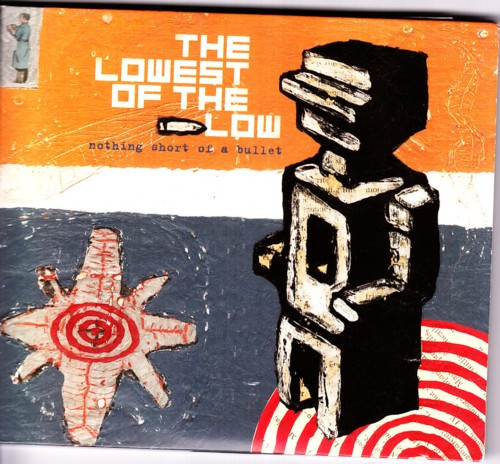 THE
LOWEST
OF THE
LOW
nothing short of a bullet